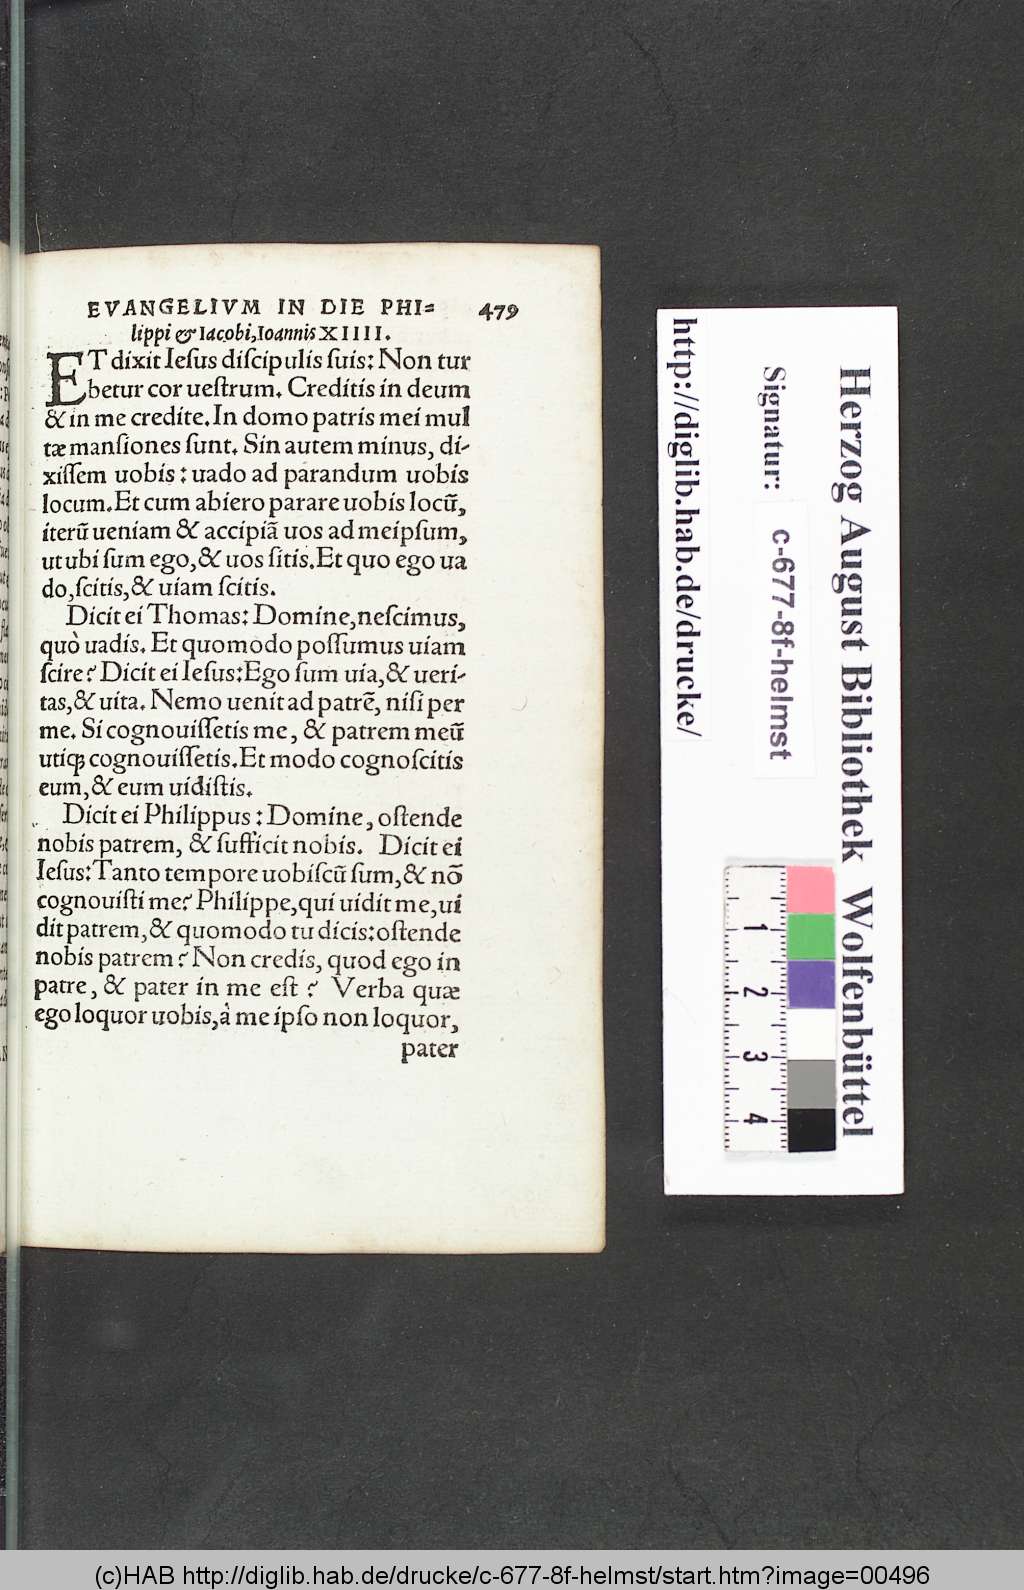 EVANGELIVM IN DIE PHI= 479
lippi & Iacobi, Ioannis XIIII.
ET dixit Iesus discipulis suis: Non tur
betur cor uestrum. Creditis in deum
& in me credite. In domo patris mei mul
tæ mansiones sunt. Sin autem minus, di-
xissem uobis: uado ad parandum uobis
locum. Et cum abiero parare uobis locũ,
iterũ ueniam & accipiã uos ad meipsum,
ut ubi sum ego, & uos sitis. Et quo ego ua
do, scitis, & uiam scitis.
Dicit ei Thomas: Domine, nescimus,
quò uadis. Et quomodo possumus uiam
scire? Dicit ei Iesus: Ego sum uia, & ueri-
tas, & uita. Nemo uenit ad patrẽ, nisi per
me. Si cognouissetis me, & patrem meũ
utiqꝫ cognouissetis. Et modo cognoscitis
eum, & eum uidistis.
Dicit ei Philippus: Domine, ostende
nobis patrem, & sufficit nobis. Dicit ei
Iesus: Tanto tempore uobiscũ sum, & nõ
cognouisti me? Philippe, qui uidit me, ui
dit patrem, & quomodo tu dicis: ostende
nobis patrem? Non credis, quod ego in
patre, & pater in me est? Verba quæ
ego loquor uobis, à me ipso non loquor,
pater
Herzog August Bibliothek Wolfenbüttel
Signatur: c-677-8f-helmst
http://diglib.hab.de/drucke/
1
2
3
4
(c)HAB http://diglib.hab.de/drucke/c-677-8f-helmst/start.htm?image=00496